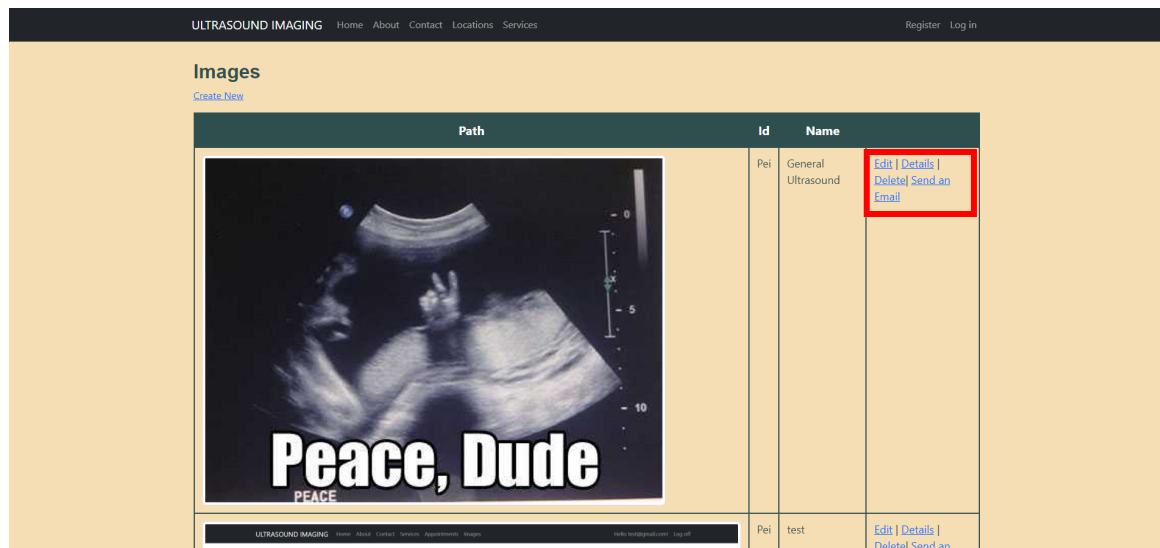 ULTRASOUND IMAGING Home About Contact Locations Services Register Log in
Images
Create New
Path Id Name
Pei General Edit | Details |
Ultrasound Delete| Send an
Email
0
x
5
10
Peace, Dude
PEACE
ULTRASOUND IMAGING Home About Contact Services Appointments Images Hello test@gmail.com! Log off
Pei test Edit | Details |
Delete| Send an